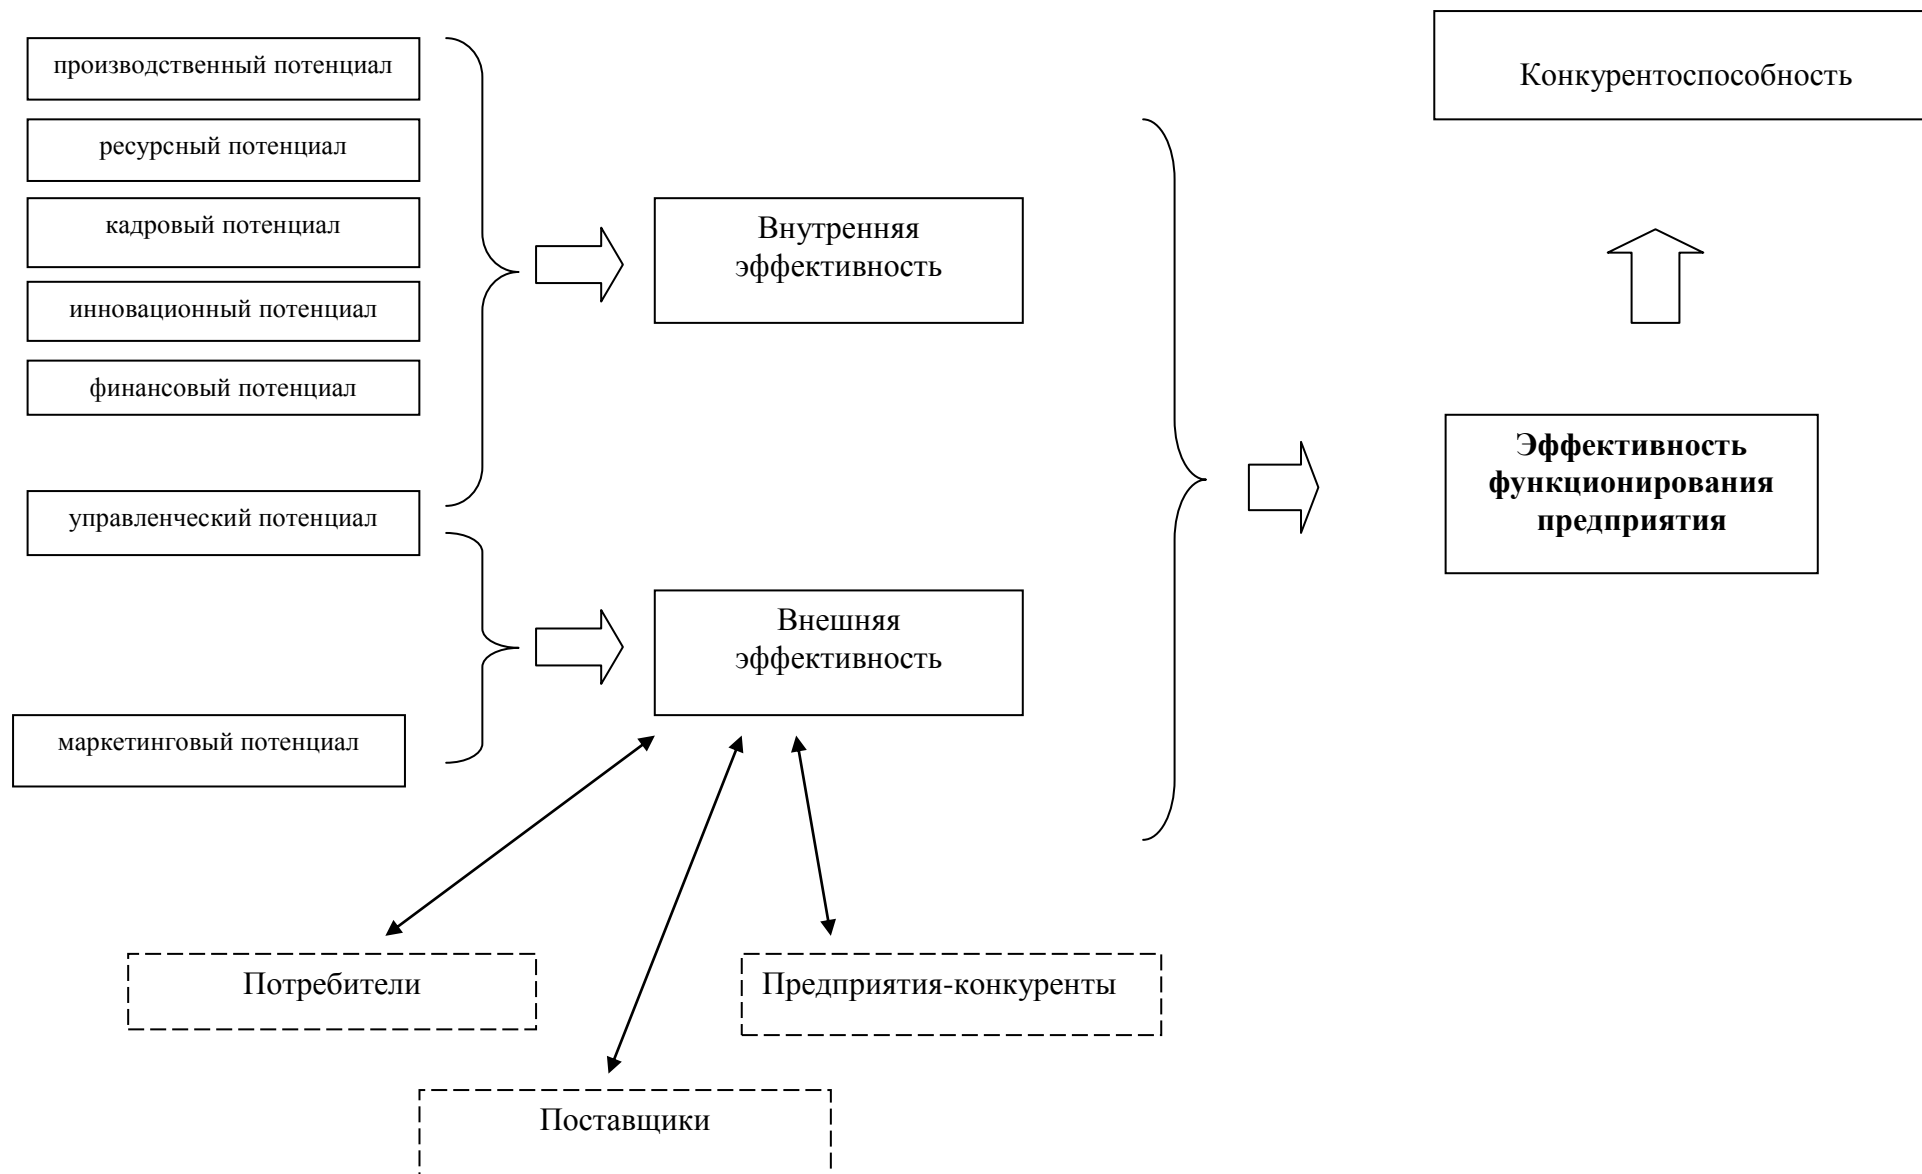 производственный потенциал
ресурсный потенциал
кадровый потенциал
инновационный потенциал
финансовый потенциал
управленческий потенциал
маркетинговый потенциал
Внутренняя
эффективность
Внешняя
эффективность
Потребители
Поставщики
Предприятия-конкуренты
Конкурентоспособность
Эффективность
функционирования
предприятия